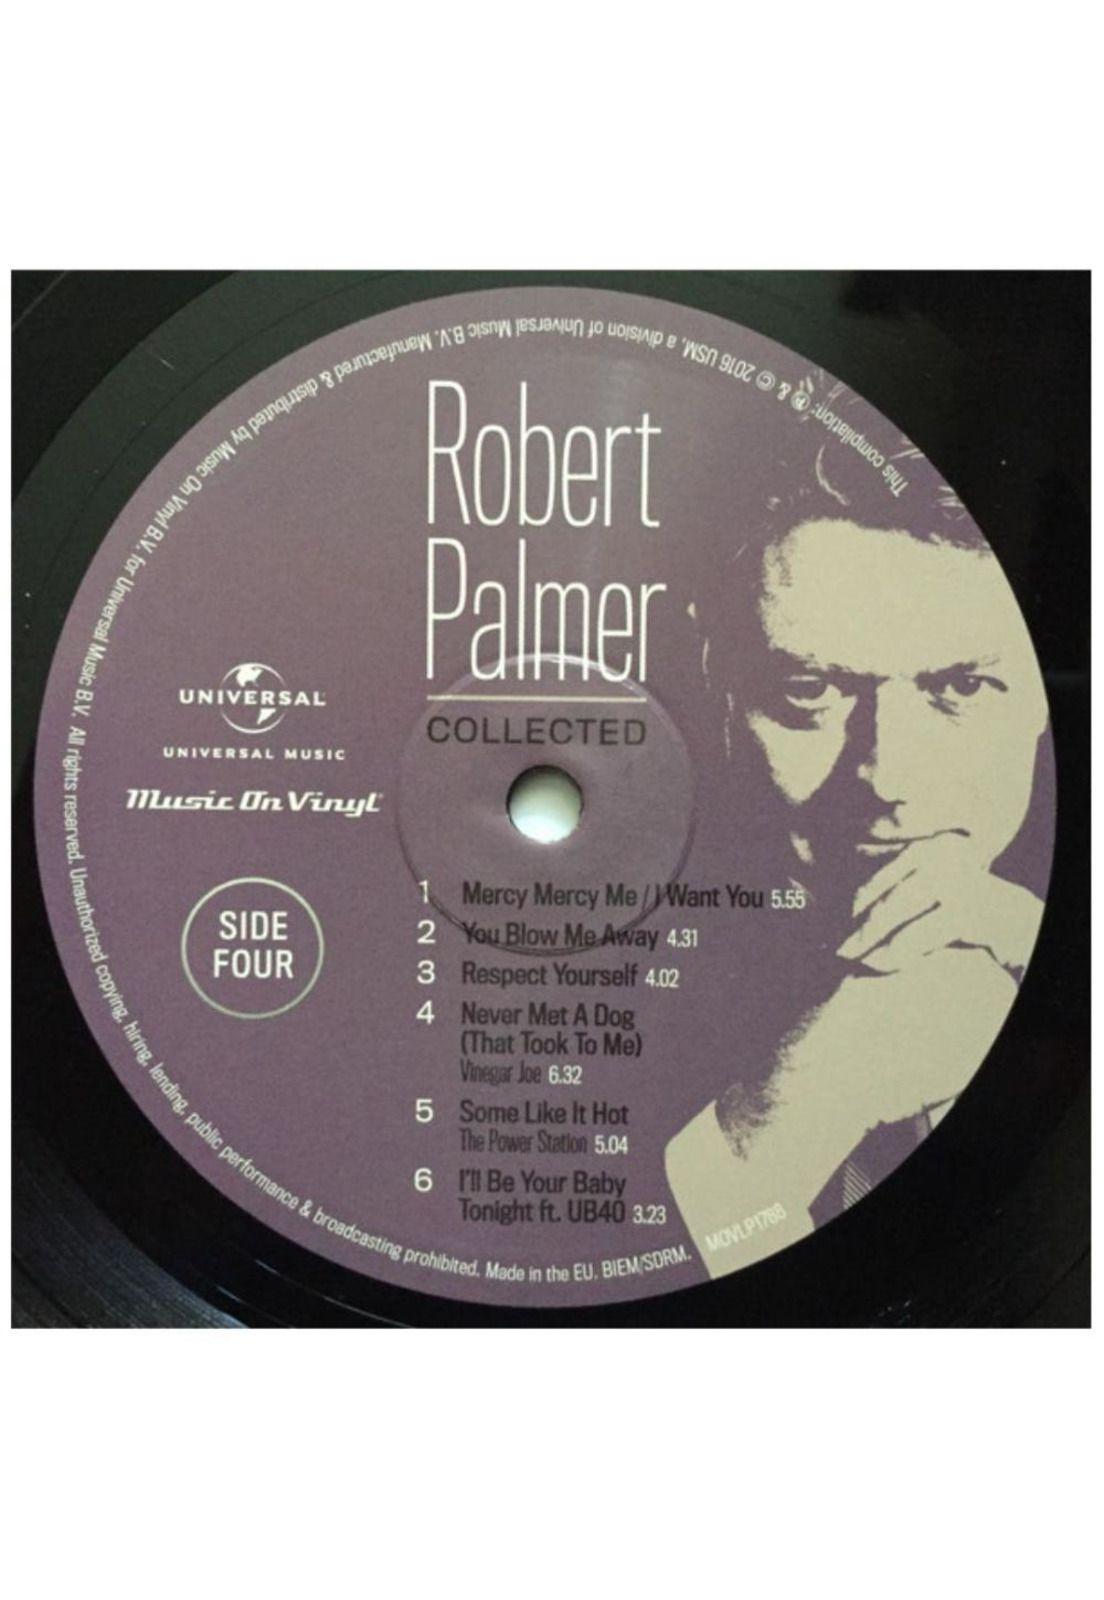 This compilation: ℗ & © 2016 USM, a division of Universal Music B.V. Manufactured & distributed by Music On Vinyl B.V. for Universal Music B.V. All rights reserved. Unauthorized copying, hiring, lending, public performance & broadcasting prohibited. Made in the EU. BIEM/SDRM.
Robert
Palmer
COLLECTED
UNIVERSAL
UNIVERSAL MUSIC
Music On Vinyl
SIDE
FOUR
1 Mercy Mercy Me / I Want You 5.55
2 You Blow Me Away 4.31
3 Respect Yourself 4.02
4 Never Met A Dog
(That Took To Me)
Vinegar Joe 6.32
5 Some Like It Hot
The Power Station 5.04
6 I'll Be Your Baby
Tonight ft. UB40 3.23
MOVLP1768